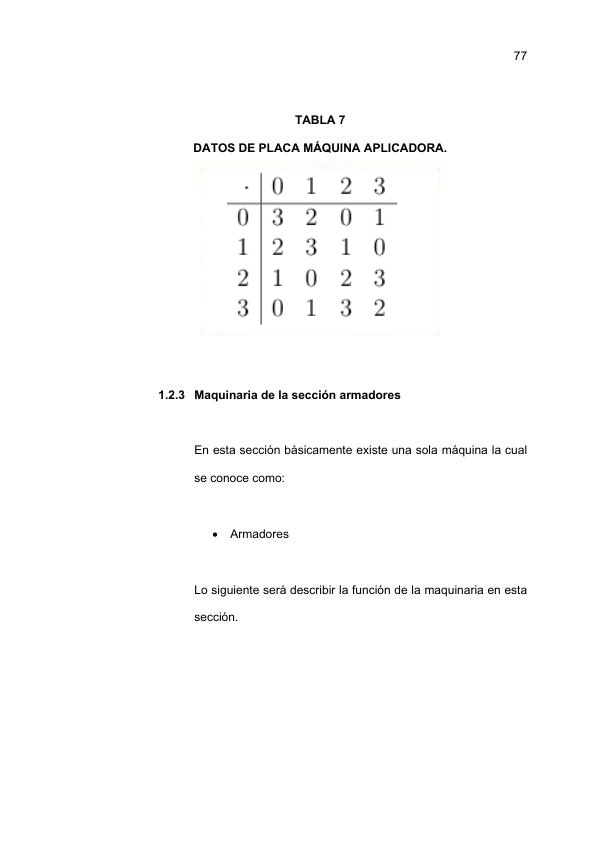 77
TABLA 7
DATOS DE PLACA MÁQUINA APLICADORA.
· 0 1 2 3
0 3 2 0 1
1 2 3 1 0
2 1 0 2 3
3 0 1 3 2
1.2.3 Maquinaria de la sección armadores
En esta sección básicamente existe una sola máquina la cual
se conoce como:
• Armadores
Lo siguiente será describir la función de la maquinaria en esta
sección.